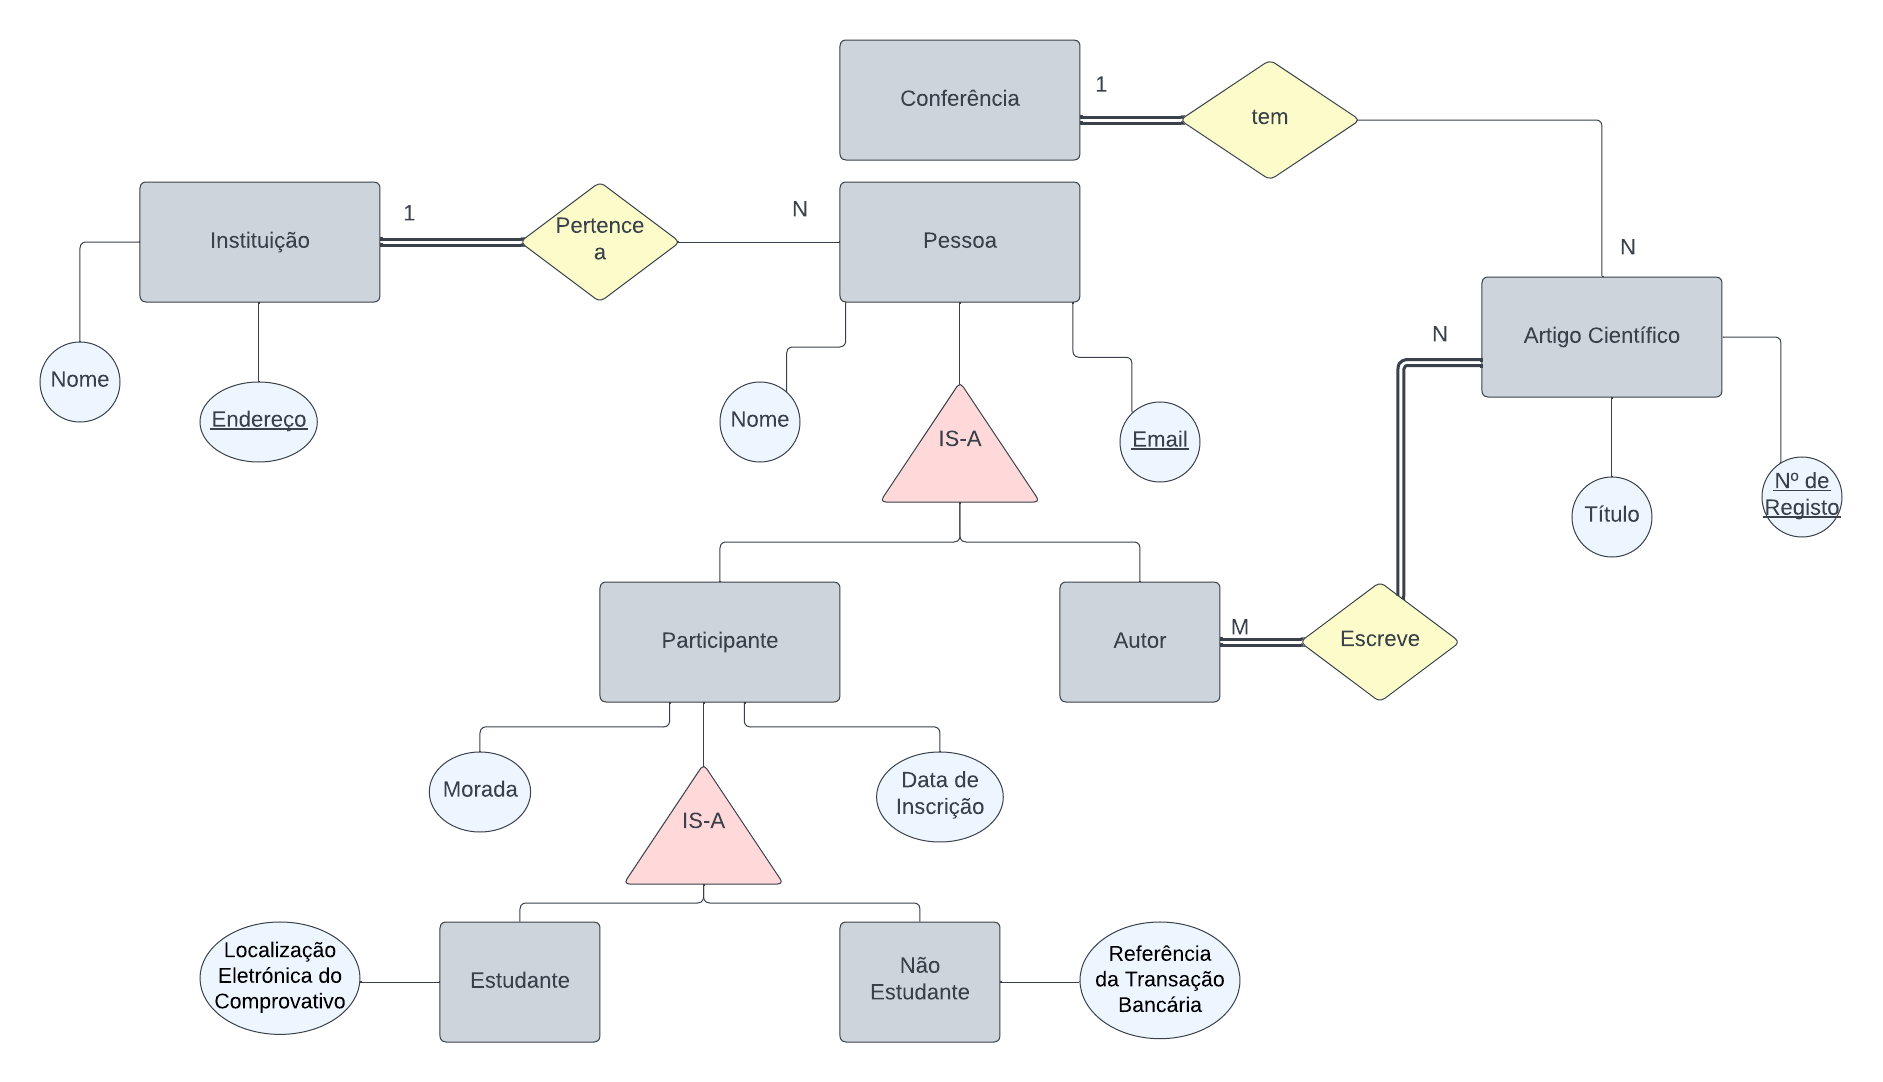 Conferência
1
tem
Instituição
1
Pertence
a
N
Pessoa
N
Artigo Científico
N
Nome
Endereço
Nome
IS-A
Email
Título
Nº de
Registo
Participante
Autor
M
Escreve
Morada
IS-A
Data de
Inscrição
Localização
Eletrónica do
Comprovativo
Estudante
Não
Estudante
Referência
da Transação
Bancária